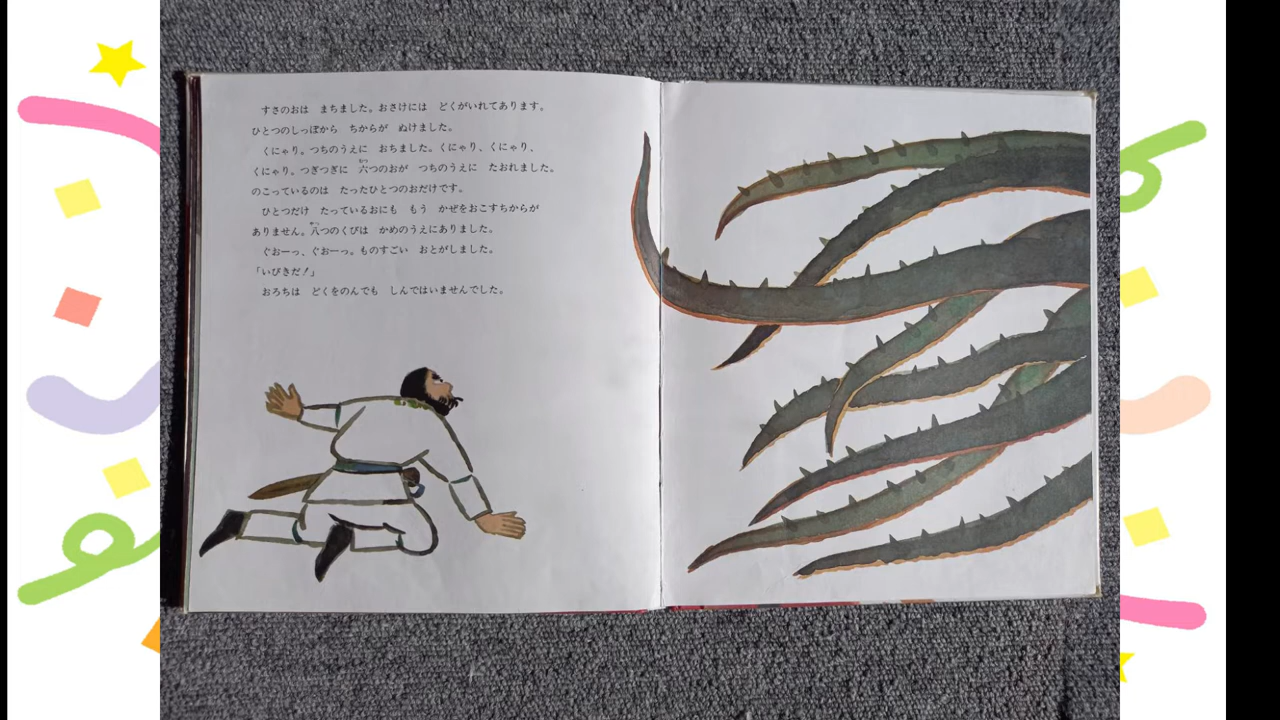 すさのおは　まちました。おさけには　どくがいれてあります。
ひとつのしっぽから　ちからが　ぬけました。
くにゃり。つちのうえに　おちました。くにゃり、くにゃり、
くにゃり。つぎつぎに　六つのおが　つちのうえに　たおれました。
のこっているのは　たったひとつのおだけです。
ひとつだけ　たっているおにも　もう　かぜをおこすちからが
ありません。八つのくびは　かめのうえにありました。
ぐおーっ、ぐおーっ。ものすごい　おとがしました。
「いびきだ！」
おろちは　どくをのんでも　しんではいませんでした。